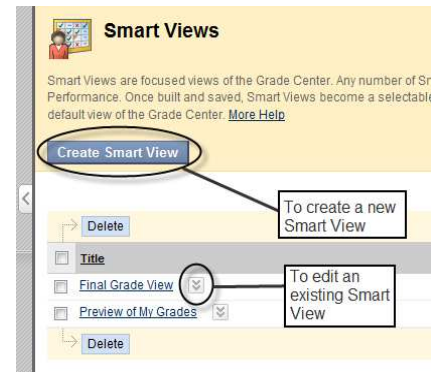 Smart Views
Smart Views are focused views of the Grade Center. Any number of
Performance. Once built and saved, Smart Views become a selectable
default view of the Grade Center. More Help
Create Smart View
To create a new
Smart View
Delete
Title
To edit an
existing Smart
View
Final Grade View
Preview of My Grades
Delete